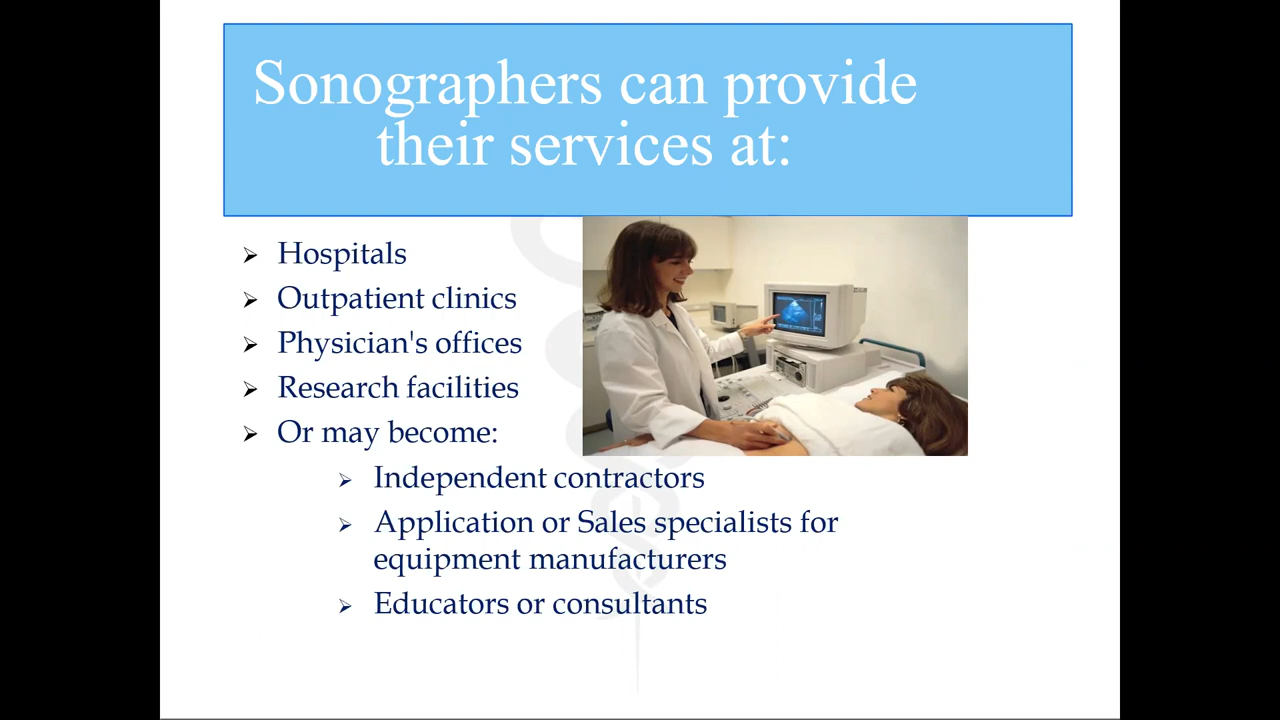 Sonographers can provide
their services at:
Hospitals
Outpatient clinics
Physician's offices
Research facilities
Or may become:
Independent contractors
Application or Sales specialists for
equipment manufacturers
Educators or consultants